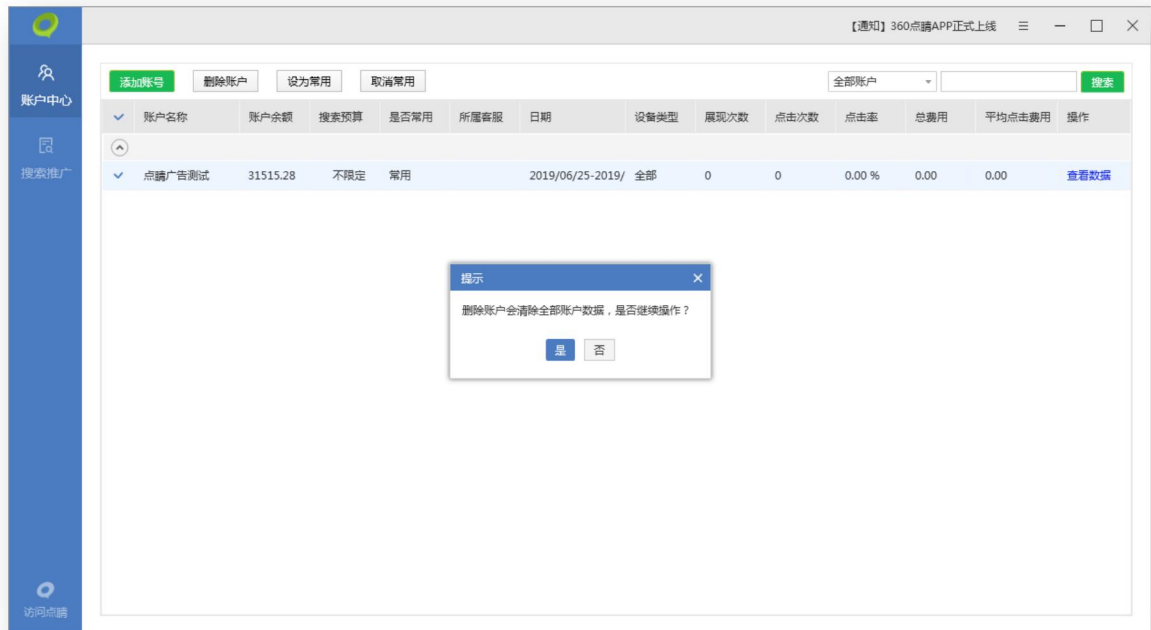 【通知】360点睛APP正式上线
账户中心
搜索推广
访问点睛
添加账号 删除账户 设为常用 取消常用 全部账户 搜索
账户名称 账户余额 搜索预算 是否常用 所属客服 日期 设备类型 展现次数 点击次数 点击率 总费用 平均点击费用 操作
点睛广告测试 31515.28 不限定 常用 2019/06/25-2019/ 全部 0 0 0.00 % 0.00 0.00 查看数据
提示
删除账户会清除全部账户数据，是否继续操作？
是 否